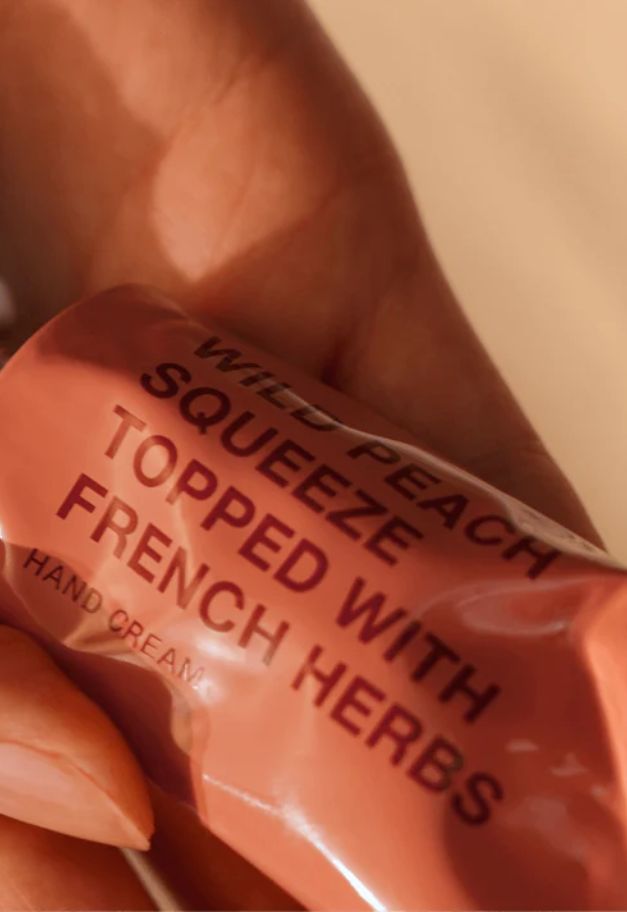 WILD PEACH
SQUEEZE
TOPPED WITH
FRENCH HERBS
HAND CREAM